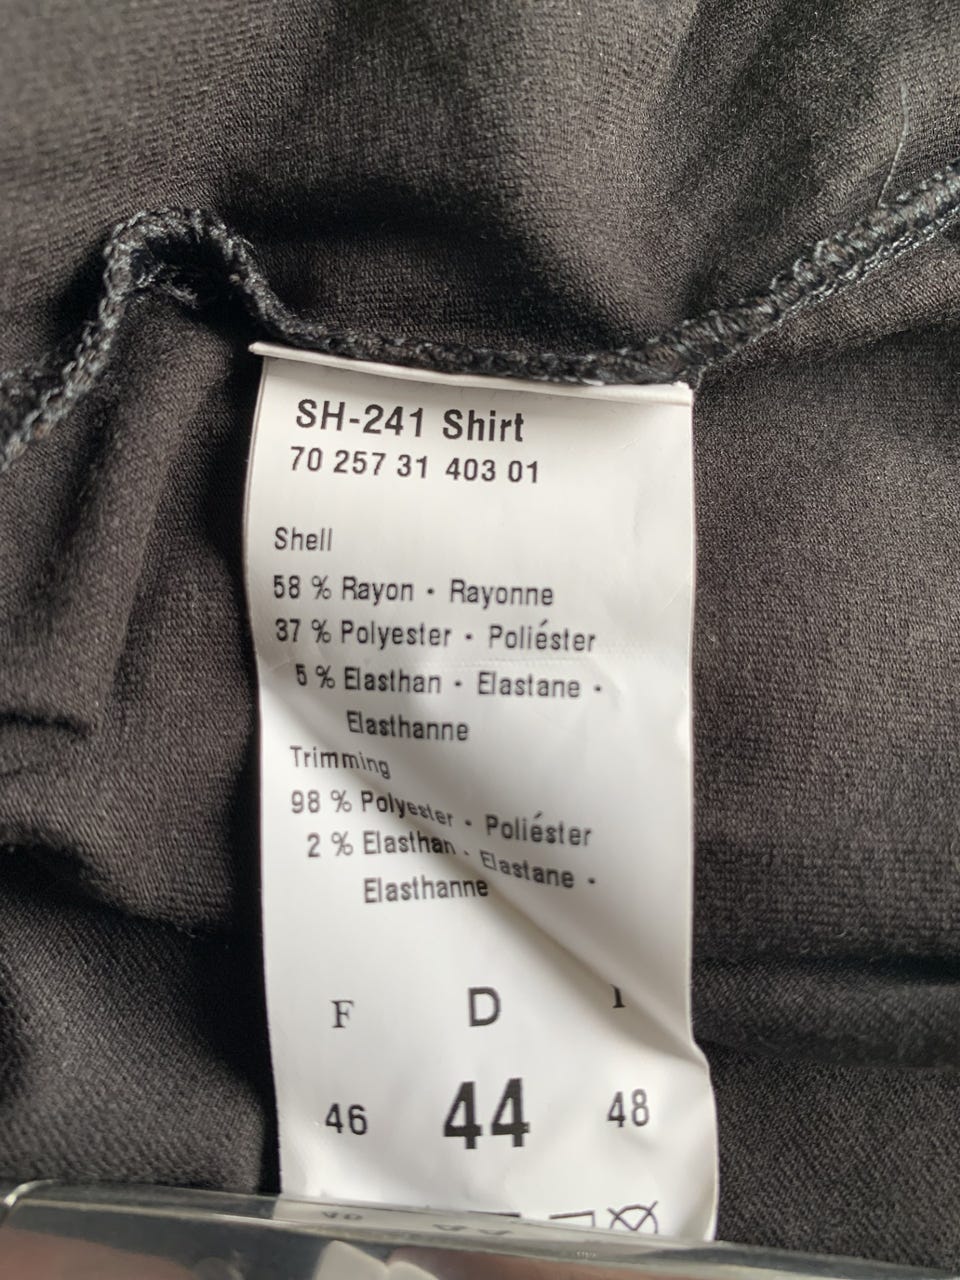 SH-241 Shirt
70 257 31 403 01
Shell
58 % Rayon • Rayonne
37 % Polyester • Poliéster
5 % Elasthan • Elastane •
Elasthanne
Trimming
98 % Polyester • Poliéster
2 % Elasthan • Elastane •
Elasthanne
F D I
46 44 48